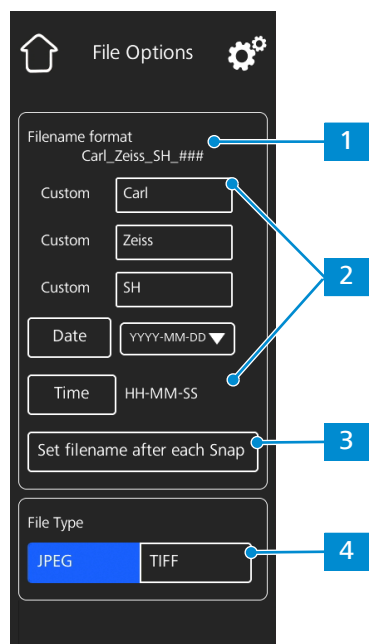 File Options
Filename format
Carl_Zeiss_SH_###
1
Custom Carl
2
Custom Zeiss
Custom SH
Date YYYY-MM-DD
Time HH-MM-SS
Set filename after each Snap
3
File Type
JPEG TIFF
4